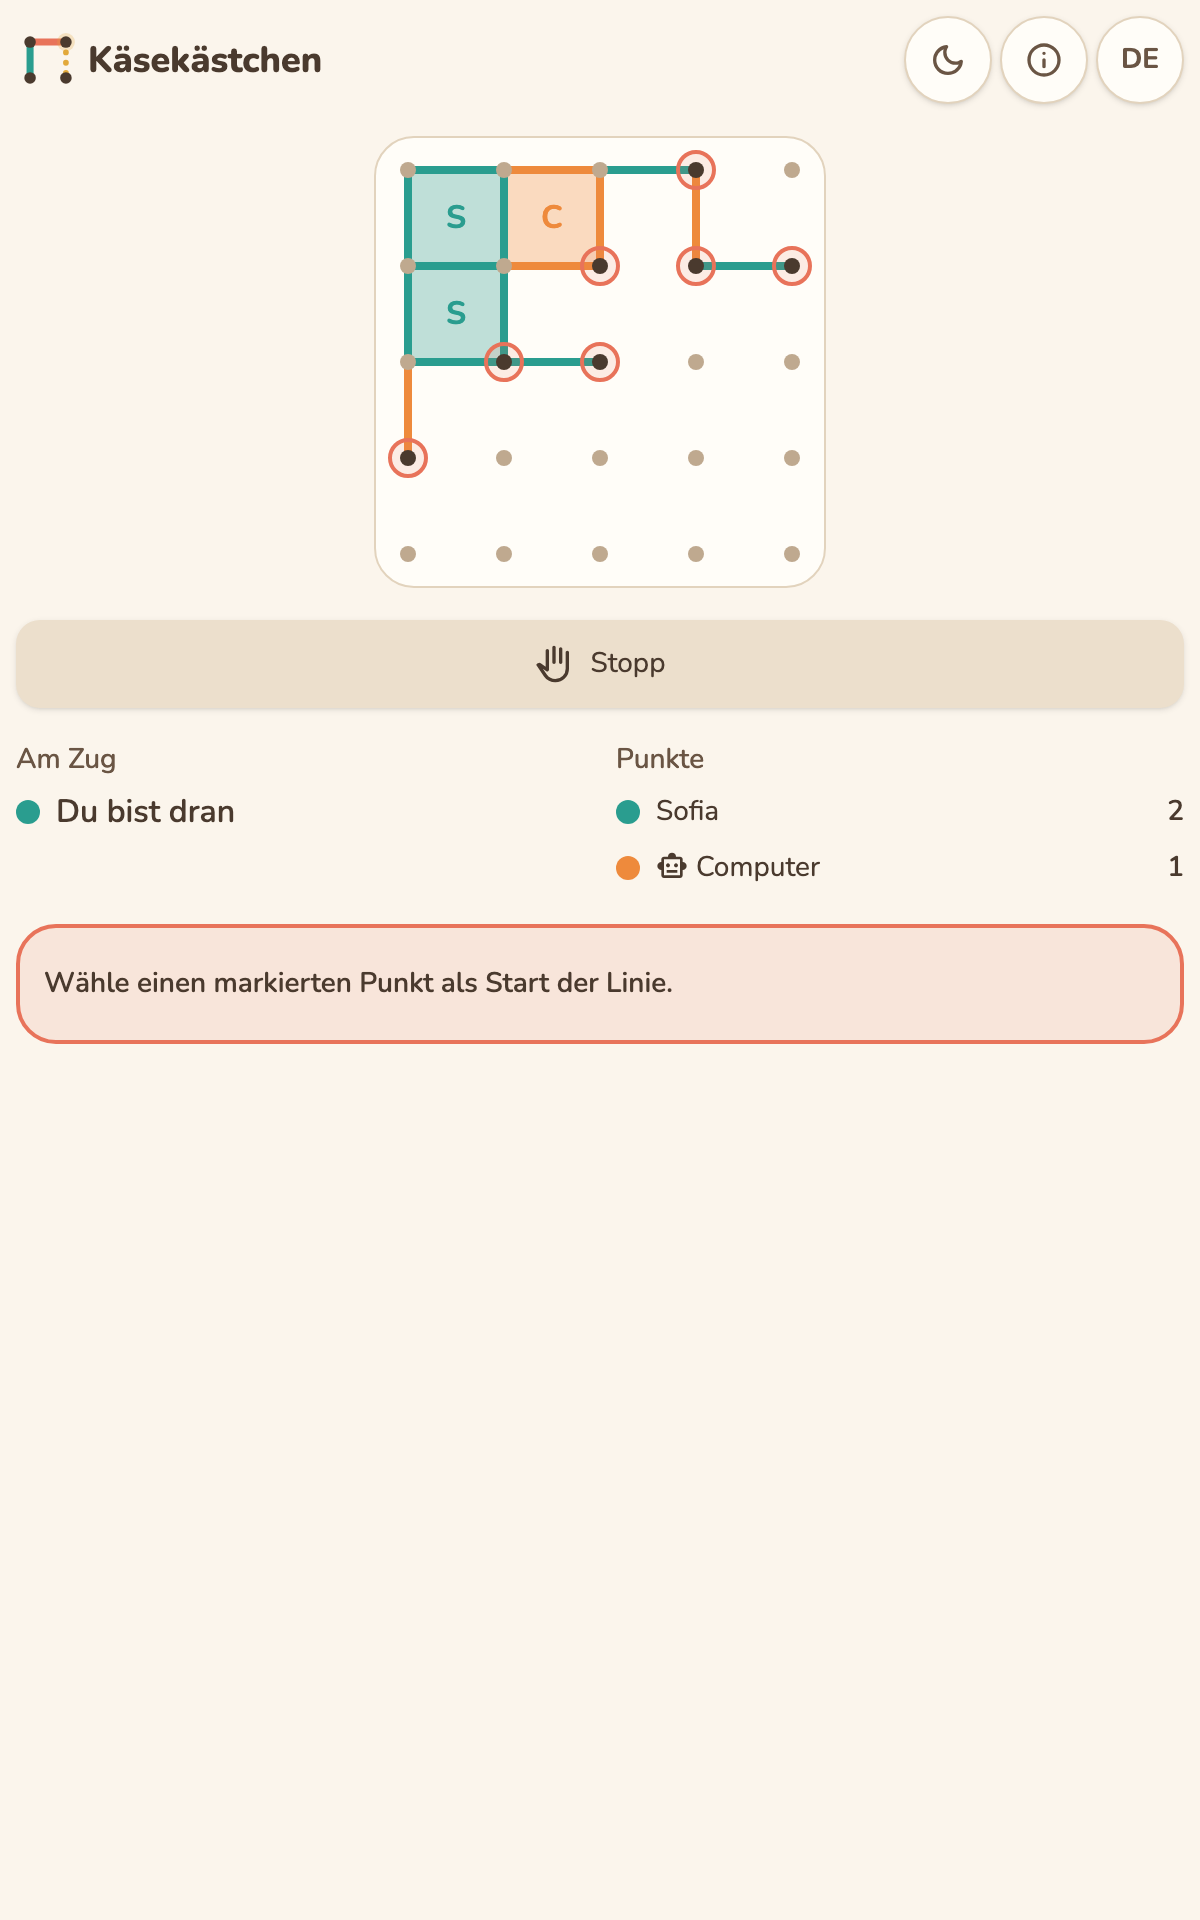 Käsekästchen
DE
S C
S
Stopp
Am Zug
Du bist dran
Punkte
Sofia 2
Computer 1
Wähle einen markierten Punkt als Start der Linie.